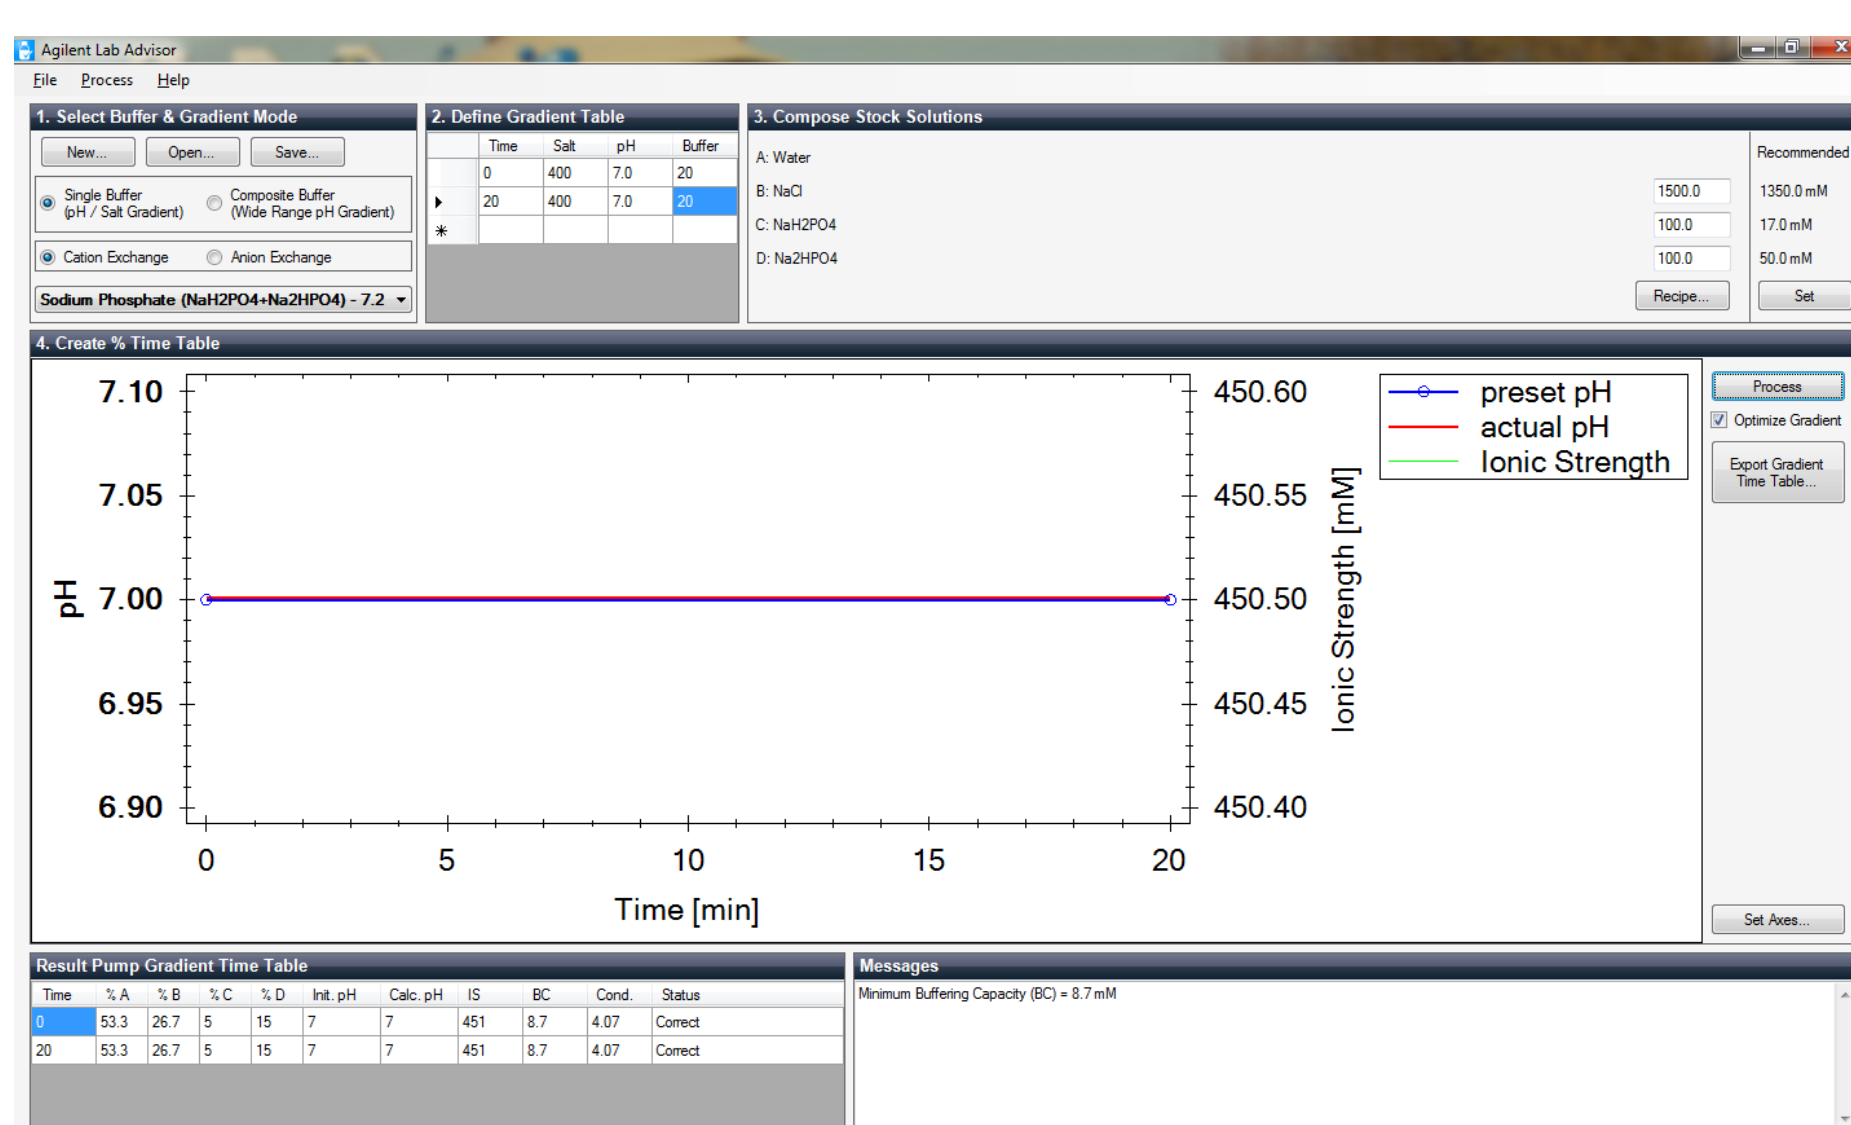 Agilent Lab Advisor
File Process Help
1. Select Buffer & Gradient Mode
New... Open... Save...
Single Buffer
(pH / Salt Gradient)
Composite Buffer
(Wide Range pH Gradient)
Cation Exchange Anion Exchange
Sodium Phosphate (NaH2PO4+Na2HPO4) - 7.2
2. Define Gradient Table
Time Salt pH Buffer
0 400 7.0 20
20 400 7.0 20
3. Compose Stock Solutions
A: Water Recommended
B: NaCl 1500.0 1350.0 mM
C: NaH2PO4 100.0 17.0 mM
D: Na2HPO4 100.0 50.0 mM
Recipe... Set
4. Create % Time Table
7.10
7.05
7.00
6.95
6.90
pH
0 5 10 15 20
Time [min]
450.60
450.55
450.50
450.45
450.40
Ionic Strength [mM]
preset pH
actual pH
Ionic Strength
Process
Optimize Gradient
Export Gradient
Time Table...
Set Axes...
Result Pump Gradient Time Table
Time % A % B % C % D Init. pH Calc. pH IS BC Cond. Status
0 53.3 26.7 5 15 7 7 451 8.7 4.07 Correct
20 53.3 26.7 5 15 7 7 451 8.7 4.07 Correct
Messages
Minimum Buffering Capacity (BC) = 8.7 mM